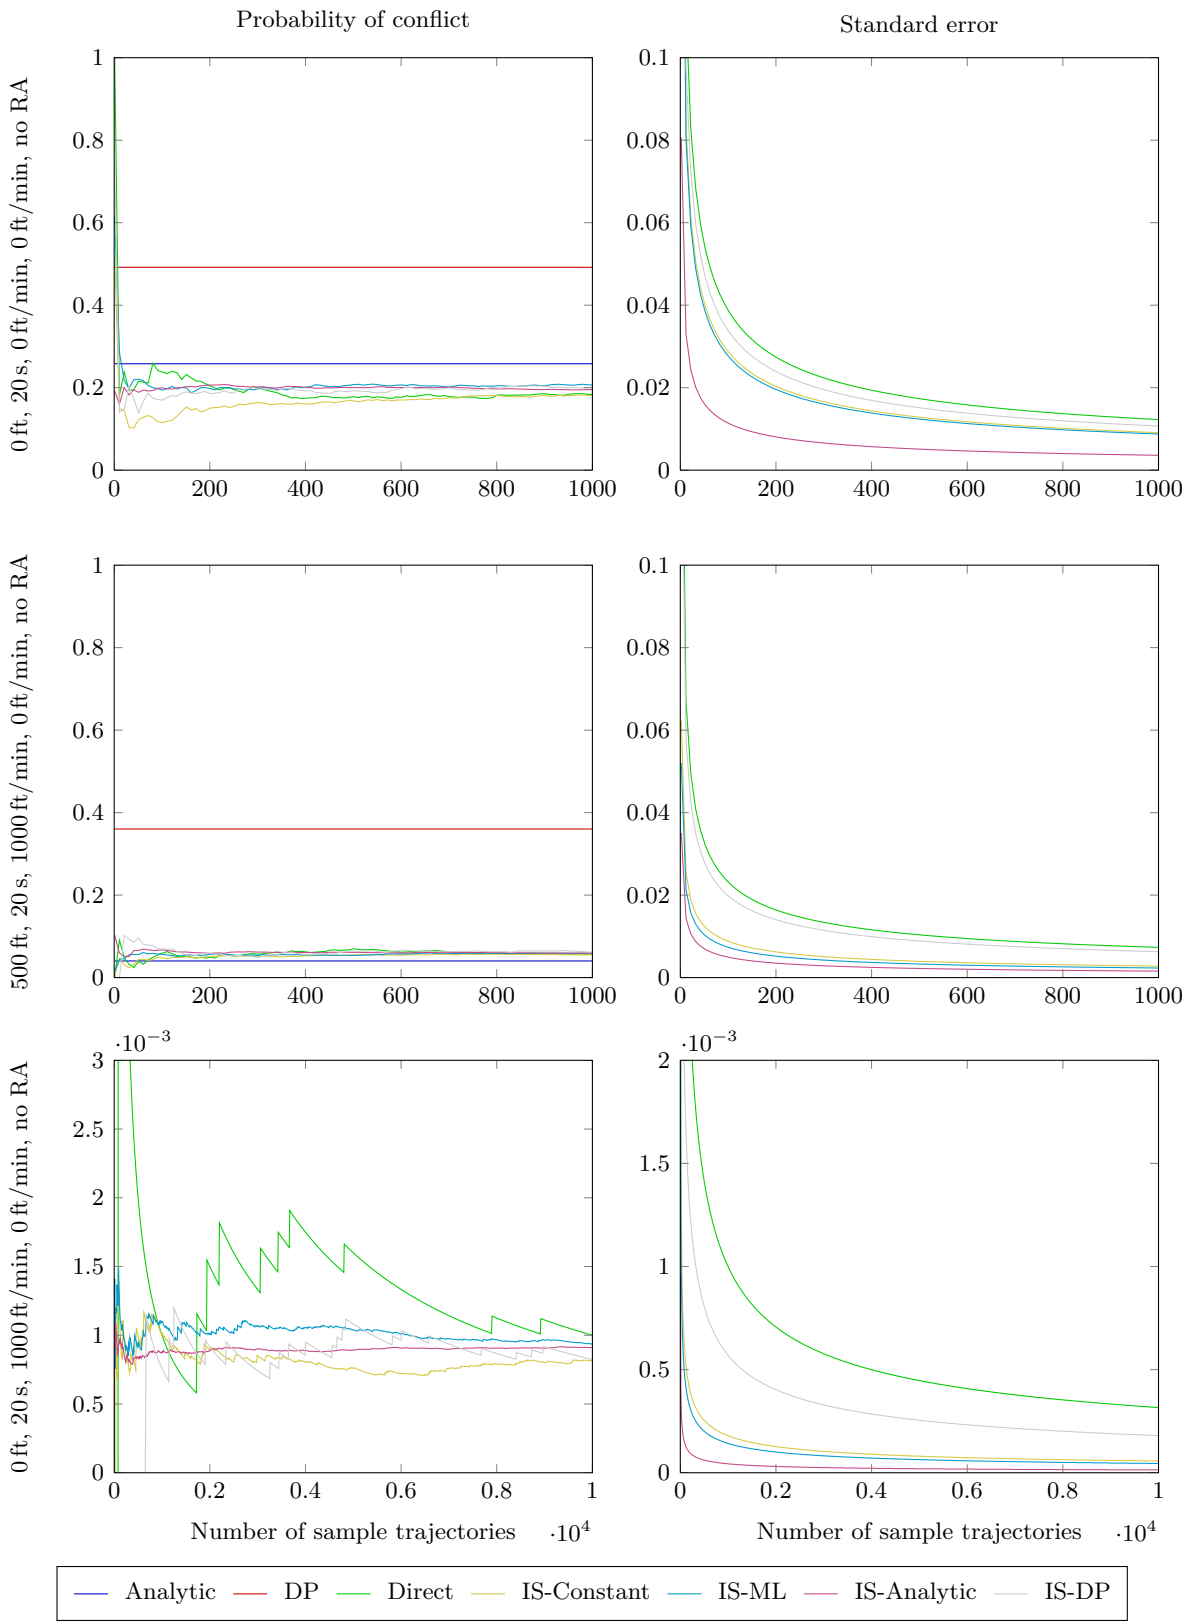 Probability of conflict
Standard error
0 ft, 20 s, 0 ft/min, 0 ft/min, no RA
1
0.8
0.6
0.4
0.2
0
0 200 400 600 800 1000
0.1
0.08
0.06
0.04
0.02
0
0 200 400 600 800 1000
500 ft, 20 s, 1000 ft/min, 0 ft/min, no RA
1
0.8
0.6
0.4
0.2
0
0 200 400 600 800 1000
0.1
0.08
0.06
0.04
0.02
0
0 200 400 600 800 1000
0 ft, 20 s, 1000 ft/min, 0 ft/min, no RA
·10⁻³
3
2.5
2
1.5
1
0.5
0
0 0.2 0.4 0.6 0.8 1
Number of sample trajectories ·10⁴
·10⁻³
2
1.5
1
0.5
0
0 0.2 0.4 0.6 0.8 1
Number of sample trajectories ·10⁴
Analytic DP Direct IS-Constant IS-ML IS-Analytic IS-DP